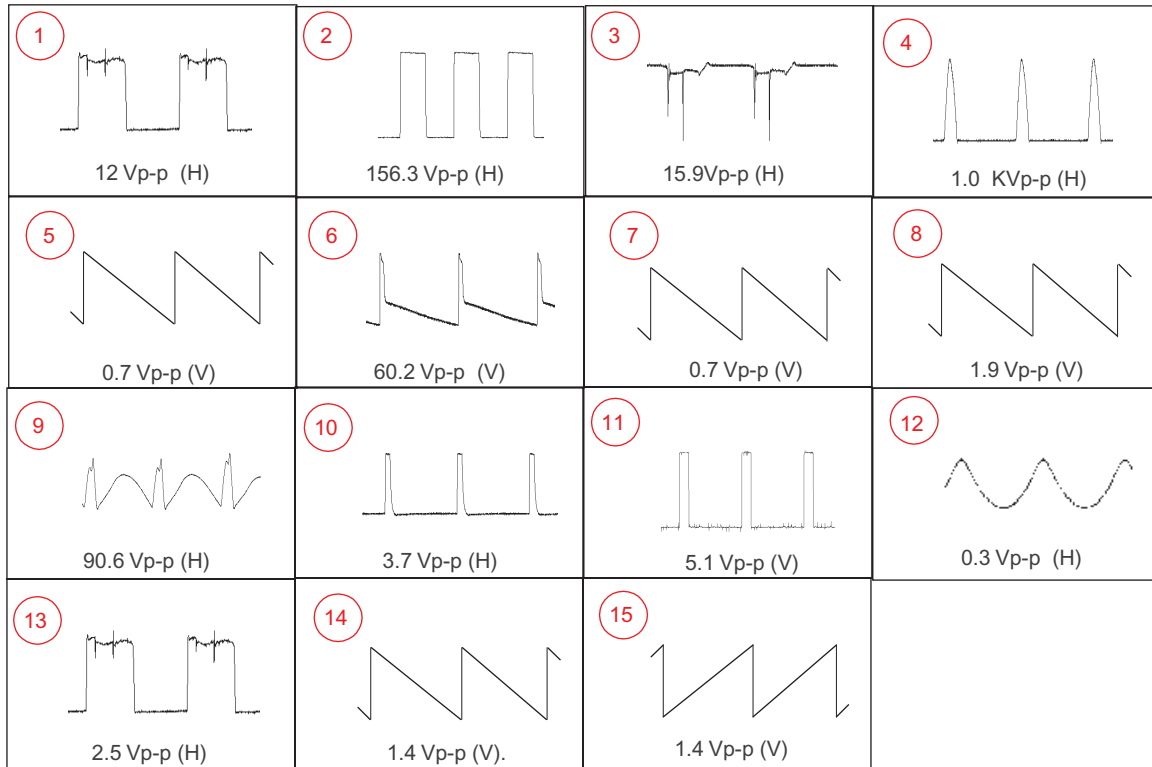 1
12 Vp-p (H)
2
156.3 Vp-p (H)
3
15.9Vp-p (H)
4
1.0 KVp-p (H)
5
0.7 Vp-p (V)
6
60.2 Vp-p (V)
7
0.7 Vp-p (V)
8
1.9 Vp-p (V)
9
90.6 Vp-p (H)
10
3.7 Vp-p (H)
11
5.1 Vp-p (V)
12
0.3 Vp-p (H)
13
2.5 Vp-p (H)
14
1.4 Vp-p (V).
15
1.4 Vp-p (V)